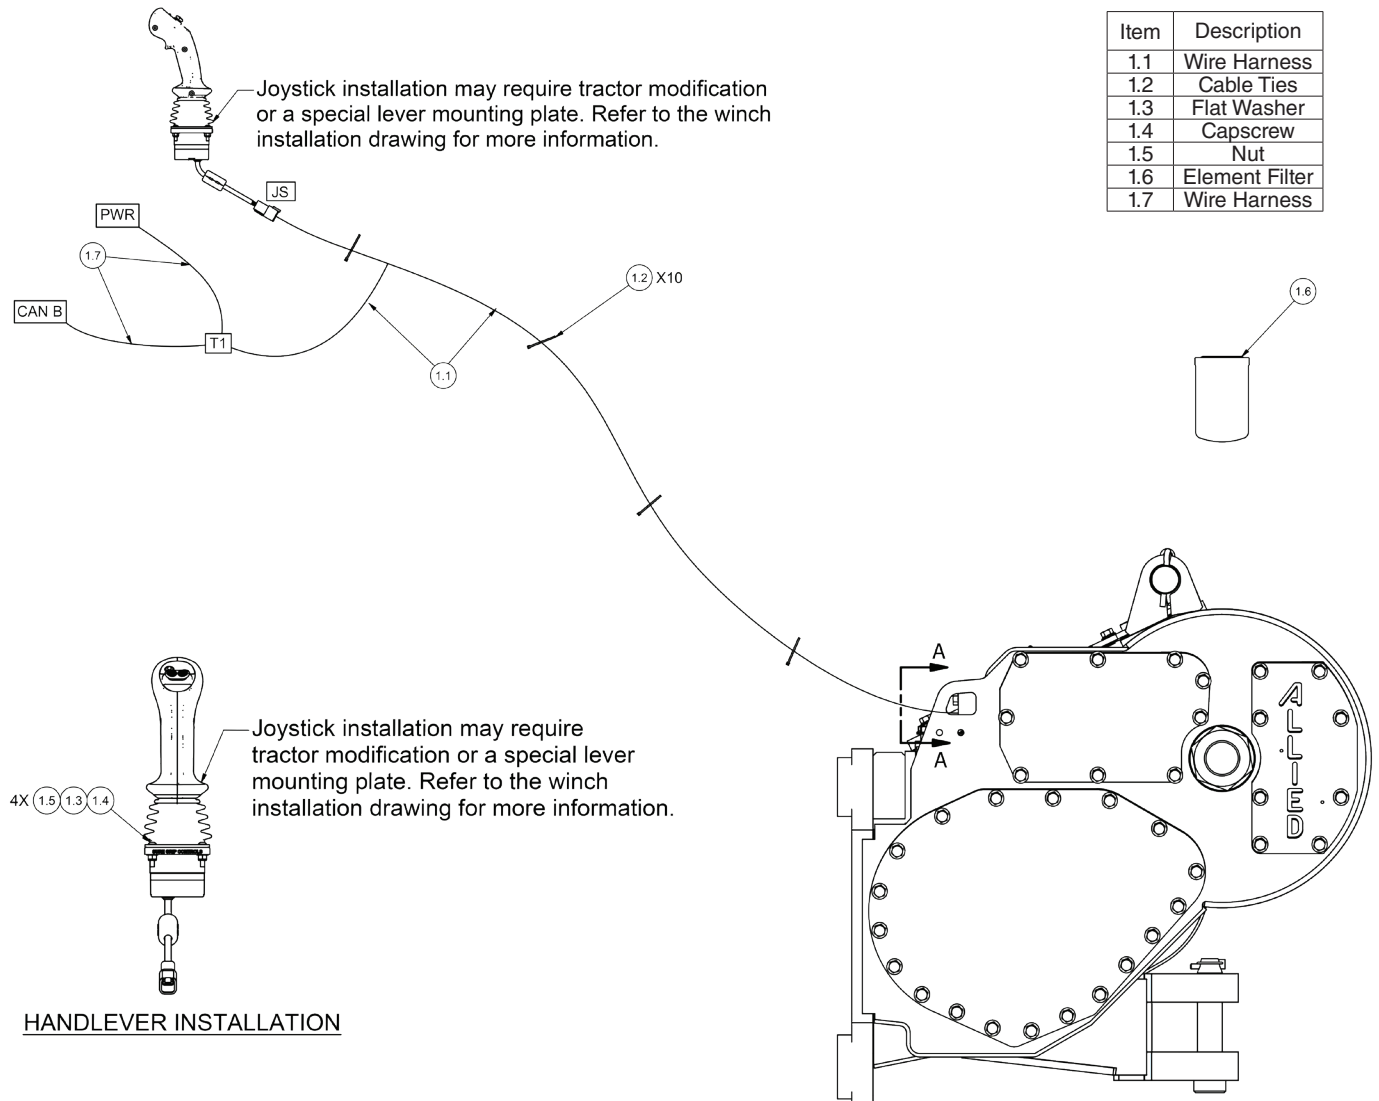 Item Description
1.1 Wire Harness
1.2 Cable Ties
1.3 Flat Washer
1.4 Capscrew
1.5 Nut
1.6 Element Filter
1.7 Wire Harness
Joystick installation may require tractor modification
or a special lever mounting plate. Refer to the winch
installation drawing for more information.
JS
PWR
1.7
CAN B
T1
1.1
1.2 X10
1.6
A
A
ALLIED
Joystick installation may require
tractor modification or a special lever
mounting plate. Refer to the winch
installation drawing for more information.
4X 1.5 1.3 1.4
HANDLEVER INSTALLATION